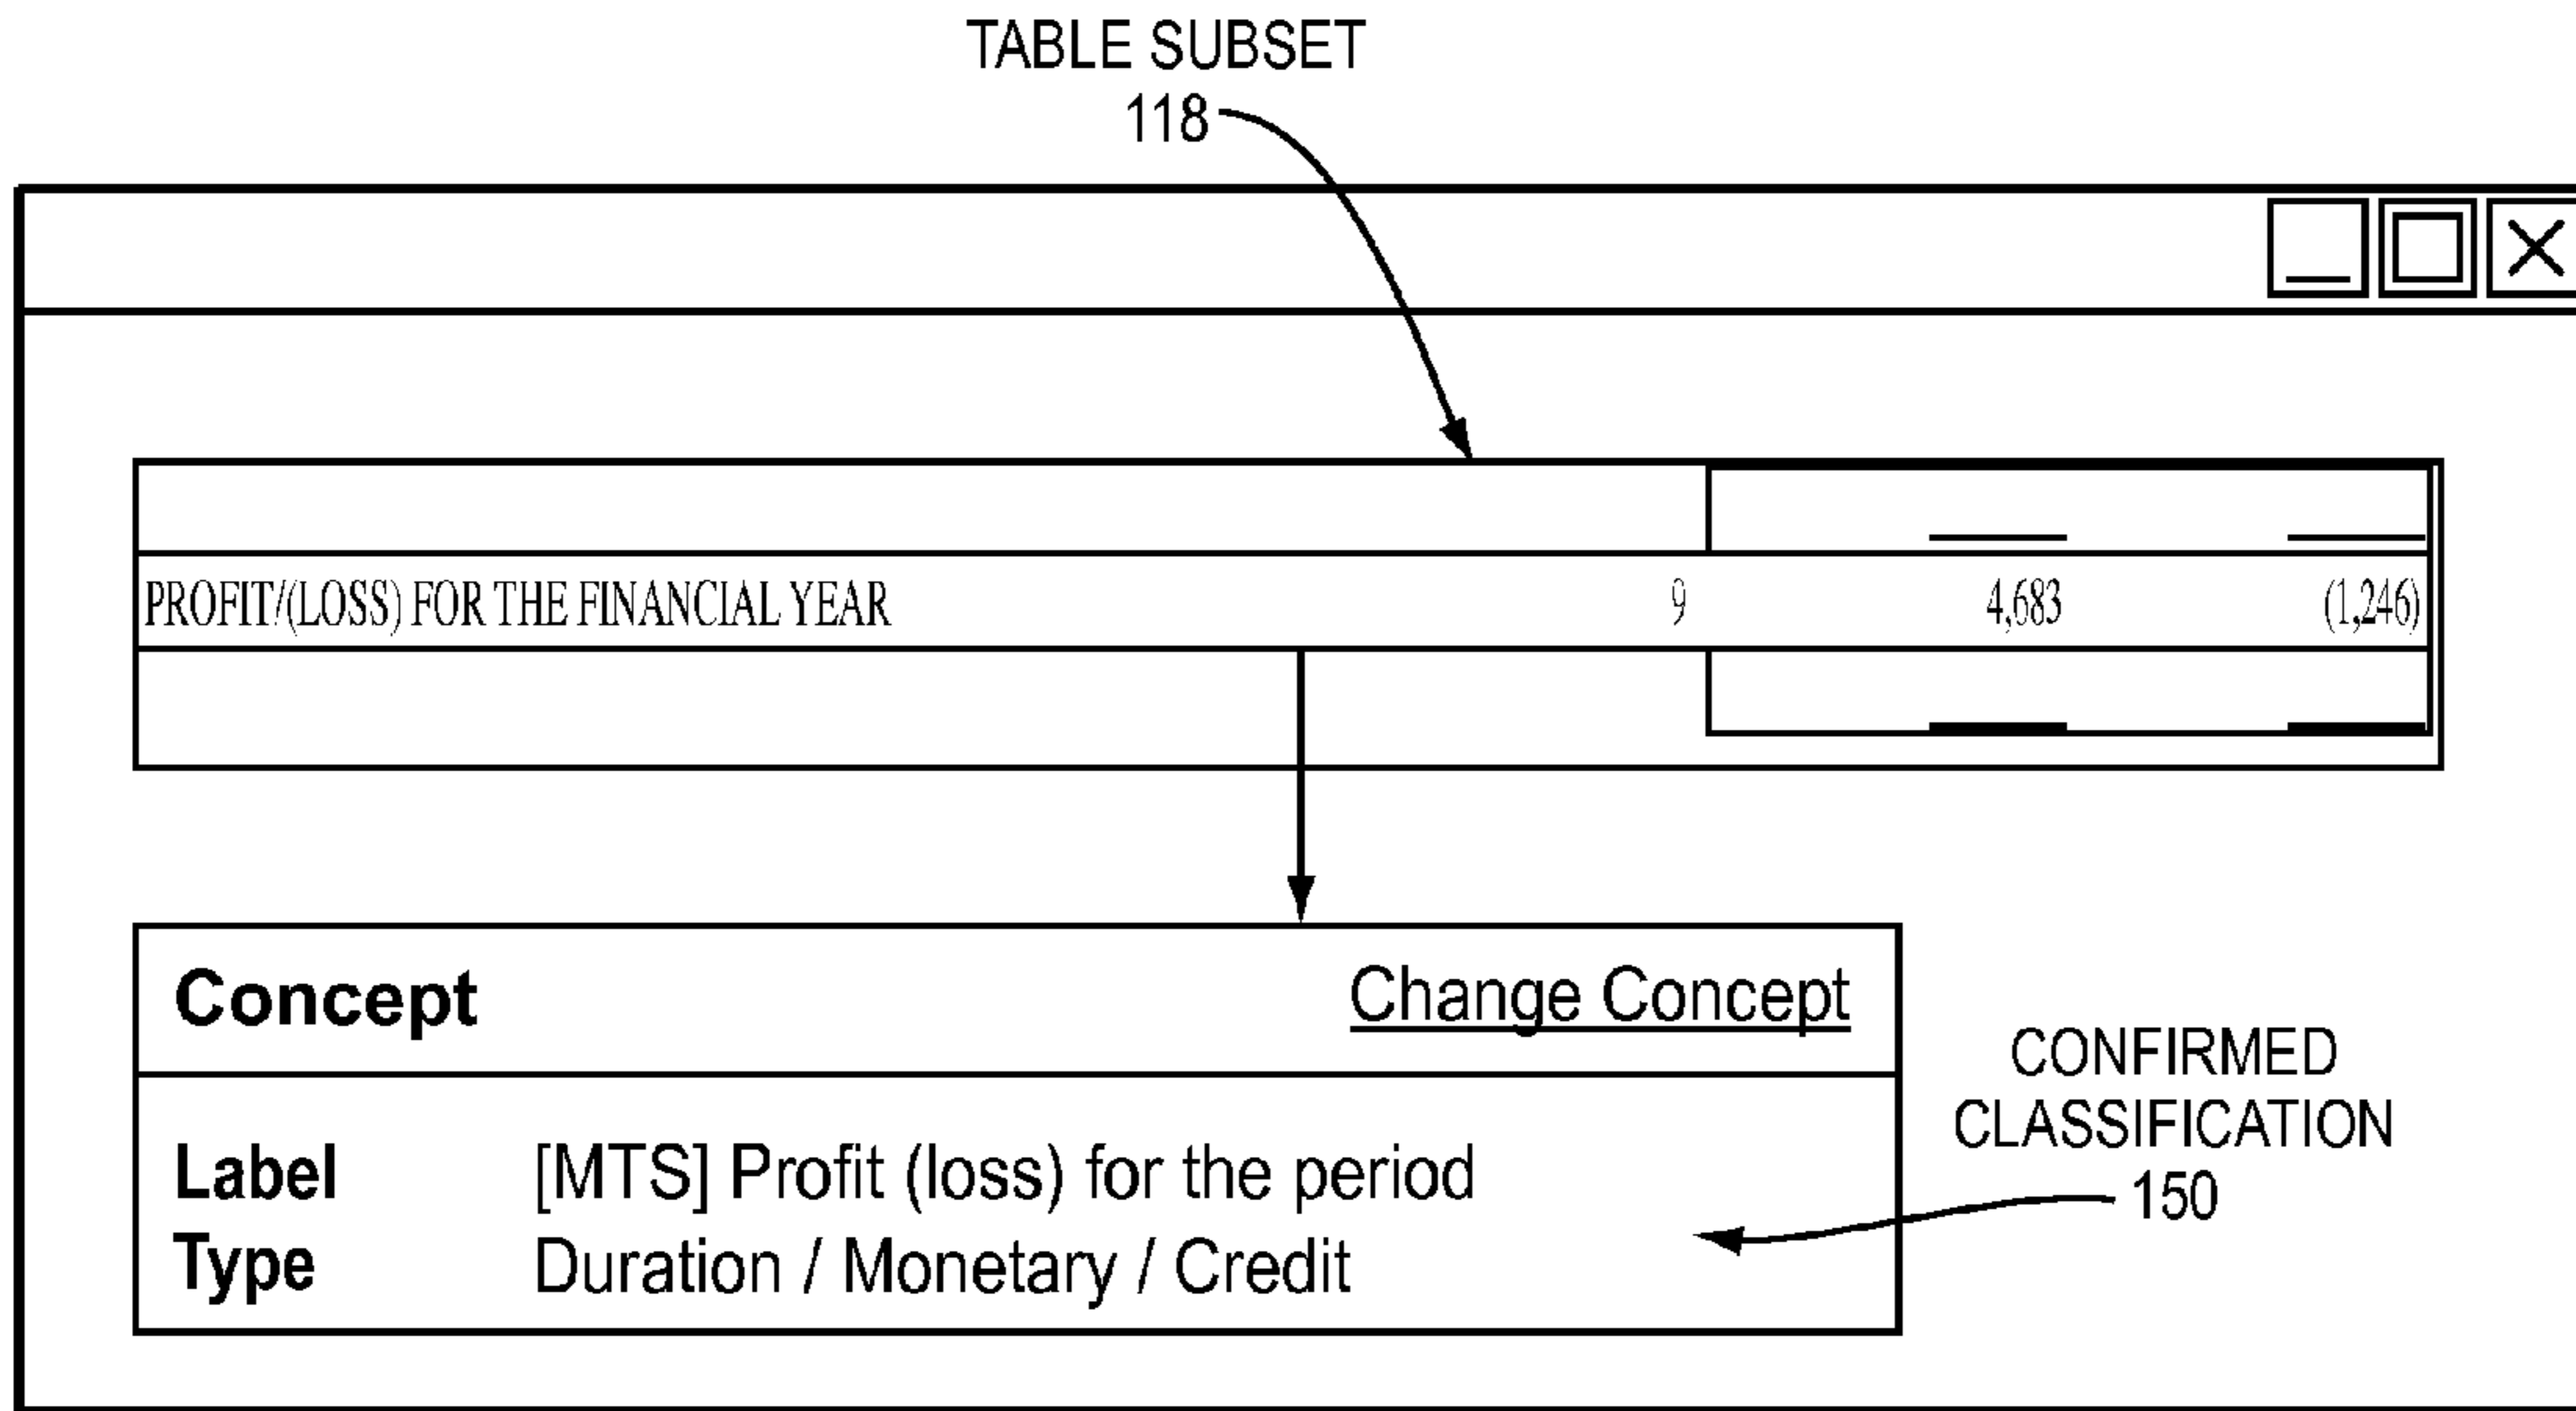 TABLE SUBSET
118
PROFIT/(LOSS) FOR THE FINANCIAL YEAR 9 4,683 (1,246)
Concept Change Concept
Label [MTS] Profit (loss) for the period
Type Duration / Monetary / Credit
CONFIRMED
CLASSIFICATION
150